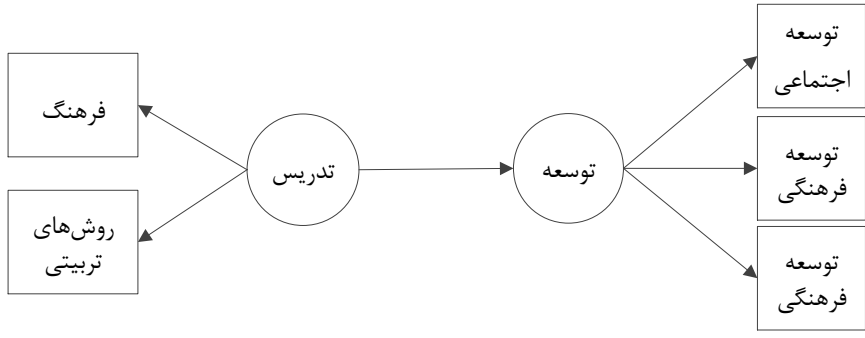 توسعه
اجتماعی
فرهنگ
تدریس
توسعه
توسعه
فرهنگی
روش‌های
تربیتی
توسعه
فرهنگی